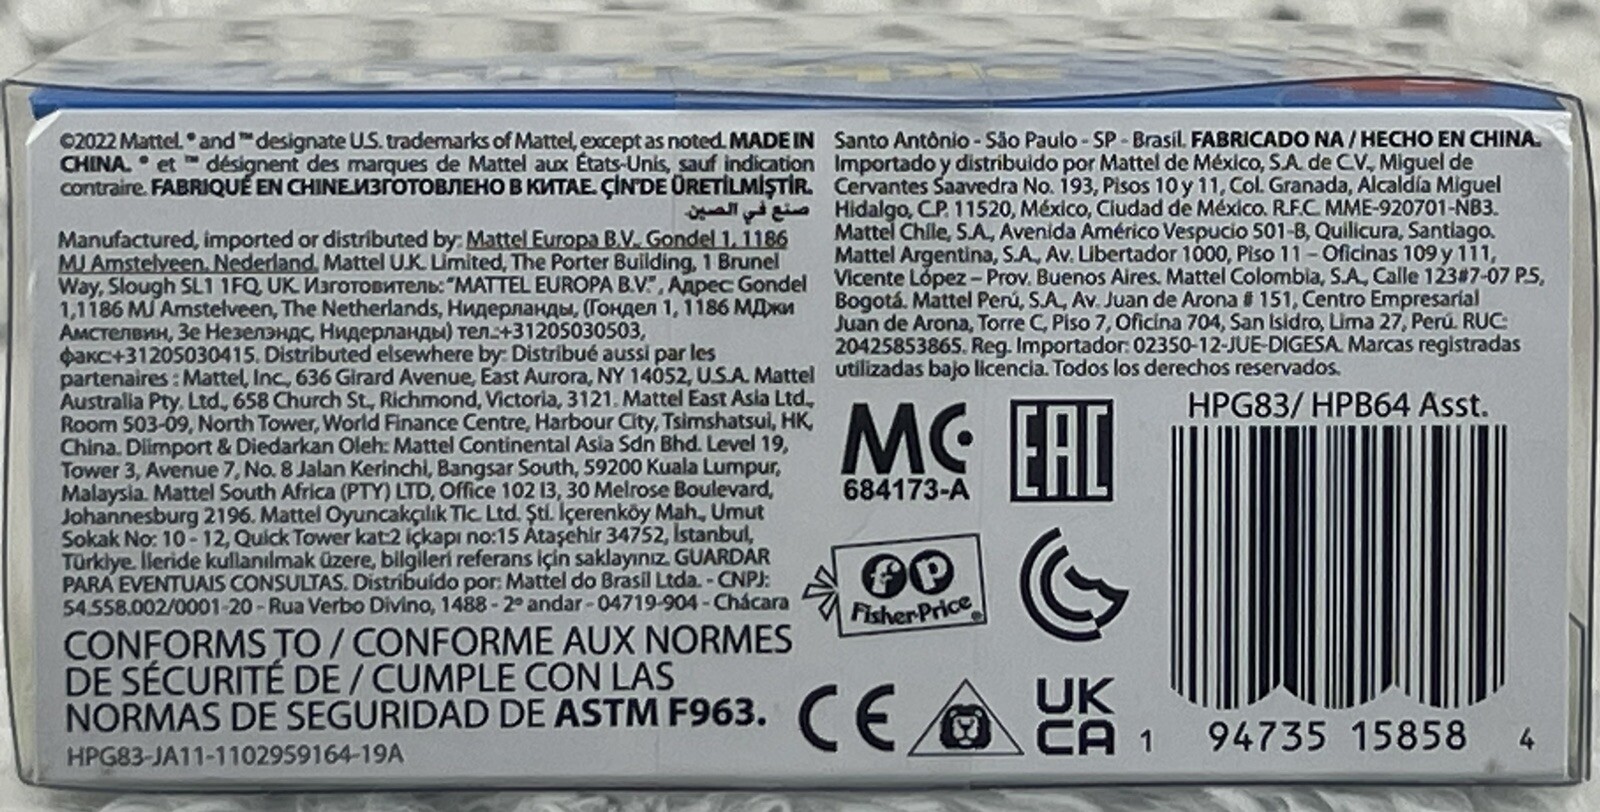 ©2022 Mattel. ® and ™ designate U.S. trademarks of Mattel, except as noted. MADE IN
CHINA. ® et ™ désignent des marques de Mattel aux États-Unis, sauf indication
contraire. FABRIQUÉ EN CHINE.ИЗГОТОВЛЕНО В КИТАЕ. ÇİN'DE ÜRETİLMİŞTİR.
صنع في الصين
Manufactured, imported or distributed by: Mattel Europa B.V., Gondel 1, 1186
MJ Amstelveen, Nederland. Mattel U.K. Limited, The Porter Building, 1 Brunel
Way, Slough SL1 1FQ, UK. Изготовитель: "MATTEL EUROPA B.V.", Адрес: Gondel
1,1186 MJ Amstelveen, The Netherlands, Нидерланды, (Гондел 1, 1186 МДжи
Амстелвин, Зе Незелэндс, Нидерланды) тел.:+31205030503,
факс:+31205030415. Distributed elsewhere by: Distribué aussi par les
partenaires : Mattel, Inc., 636 Girard Avenue, East Aurora, NY 14052, U.S.A. Mattel
Australia Pty. Ltd., 658 Church St., Richmond, Victoria, 3121. Mattel East Asia Ltd.,
Room 503-09, North Tower, World Finance Centre, Harbour City, Tsimshatsui, HK,
China. Diimport & Diedarkan Oleh: Mattel Continental Asia Sdn Bhd. Level 19,
Tower 3, Avenue 7, No. 8 Jalan Kerinchi, Bangsar South, 59200 Kuala Lumpur,
Malaysia. Mattel South Africa (PTY) LTD, Office 102 I3, 30 Melrose Boulevard,
Johannesburg 2196. Mattel Oyuncakçılık Tic. Ltd. Şti. İçerenköy Mah., Umut
Sokak No: 10 - 12, Quick Tower kat:2 içkapı no:15 Ataşehir 34752, İstanbul,
Türkiye. İleride kullanılmak üzere, bilgileri referans için saklayınız. GUARDAR
PARA EVENTUAIS CONSULTAS. Distribuído por: Mattel do Brasil Ltda. - CNPJ:
54.558.002/0001-20 - Rua Verbo Divino, 1488 - 2º andar - 04719-904 - Chácara
CONFORMS TO / CONFORME AUX NORMES
DE SÉCURITÉ DE / CUMPLE CON LAS
NORMAS DE SEGURIDAD DE ASTM F963.
HPG83-JA11-1102959164-19A
Santo Antônio - São Paulo - SP - Brasil. FABRICADO NA / HECHO EN CHINA.
Importado y distribuido por Mattel de México, S.A. de C.V., Miguel de
Cervantes Saavedra No. 193, Pisos 10 y 11, Col. Granada, Alcaldía Miguel
Hidalgo, C.P. 11520, México, Ciudad de México. R.F.C. MME-920701-NB3.
Mattel Chile, S.A., Avenida Américo Vespucio 501-B, Quilicura, Santiago.
Mattel Argentina, S.A., Av. Libertador 1000, Piso 11 – Oficinas 109 y 111,
Vicente López – Prov. Buenos Aires. Mattel Colombia, S.A., Calle 123#7-07 P.5,
Bogotá. Mattel Perú, S.A., Av. Juan de Arona # 151, Centro Empresarial
Juan de Arona, Torre C, Piso 7, Oficina 704, San Isidro, Lima 27, Perú. RUC:
20425853865. Reg. Importador: 02350-12-JUE-DIGESA. Marcas registradas
utilizadas bajo licencia. Todos los derechos reservados.
MC
684173-A
EAC
HPG83/ HPB64 Asst.
fp
Fisher-Price®
CE
UK
CA
1 94735 15858 4